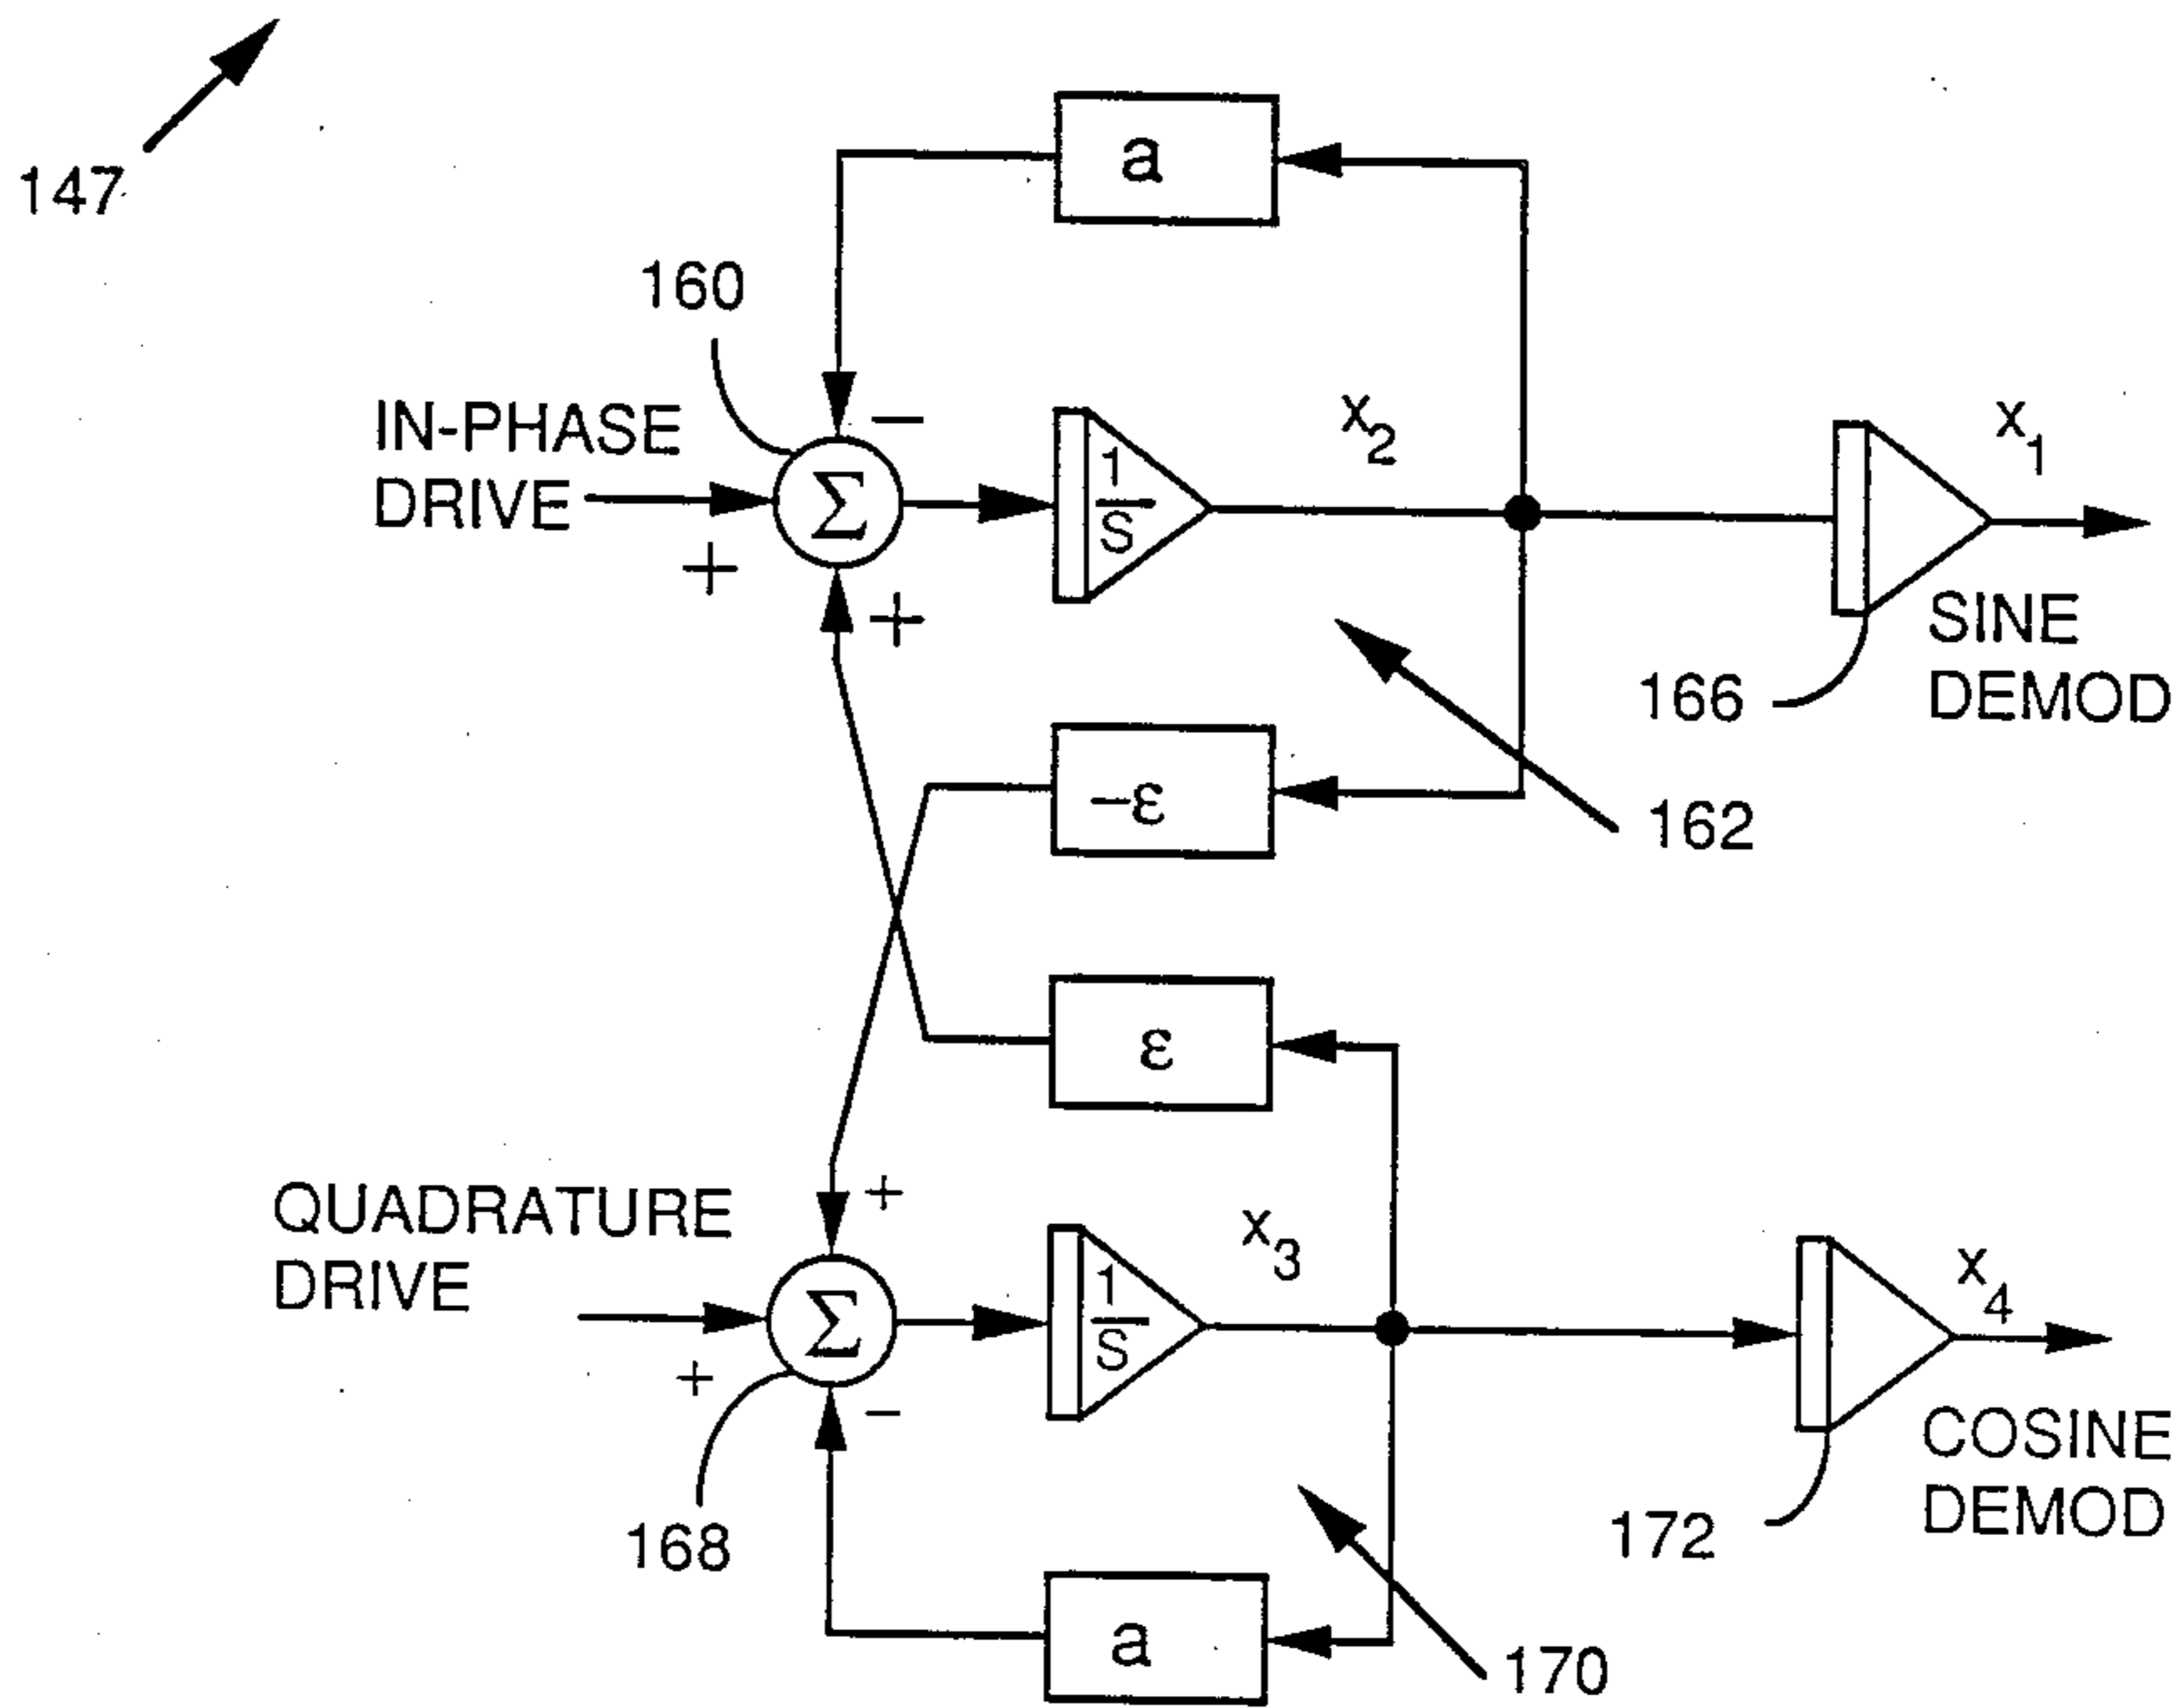 147
a
160
IN-PHASE
DRIVE
−
Σ
+
+
1
S
x2
x1
SINE
DEMOD
166
−ε
162
ε
QUADRATURE
DRIVE
+
Σ
+
−
1
S
x3
x4
COSINE
DEMOD
168
172
a
170